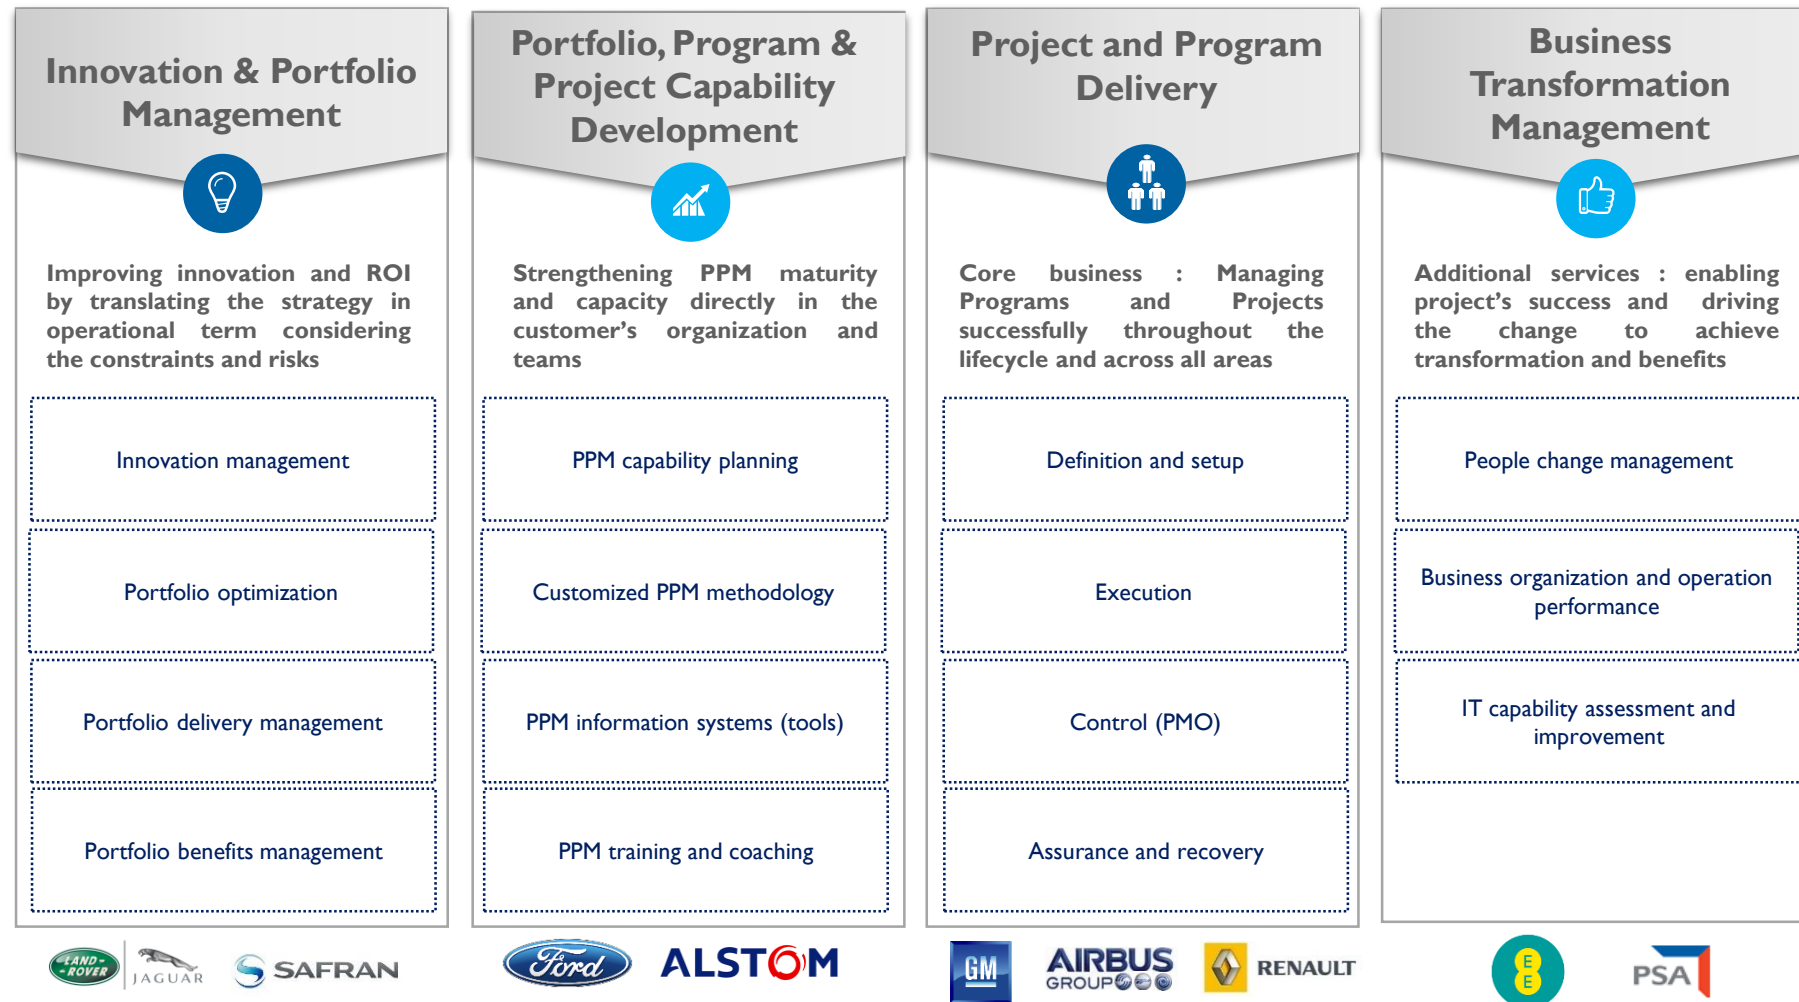 Innovation & Portfolio
Management
Improving innovation and ROI
by translating the strategy in
operational term considering
the constraints and risks
Innovation management
Portfolio optimization
Portfolio delivery management
Portfolio benefits management
LAND-
-ROVER
JAGUAR
SAFRAN
Portfolio, Program &
Project Capability
Development
Strengthening PPM maturity
and capacity directly in the
customer's organization and
teams
PPM capability planning
Customized PPM methodology
PPM information systems (tools)
PPM training and coaching
Ford
ALSTOM
Project and Program
Delivery
Core business : Managing
Programs and Projects
successfully throughout the
lifecycle and across all areas
Definition and setup
Execution
Control (PMO)
Assurance and recovery
GM
AIRBUS
GROUP
RENAULT
Business
Transformation
Management
Additional services : enabling
project's success and driving
the change to achieve
transformation and benefits
People change management
Business organization and operation
performance
IT capability assessment and
improvement
E
E
PSA